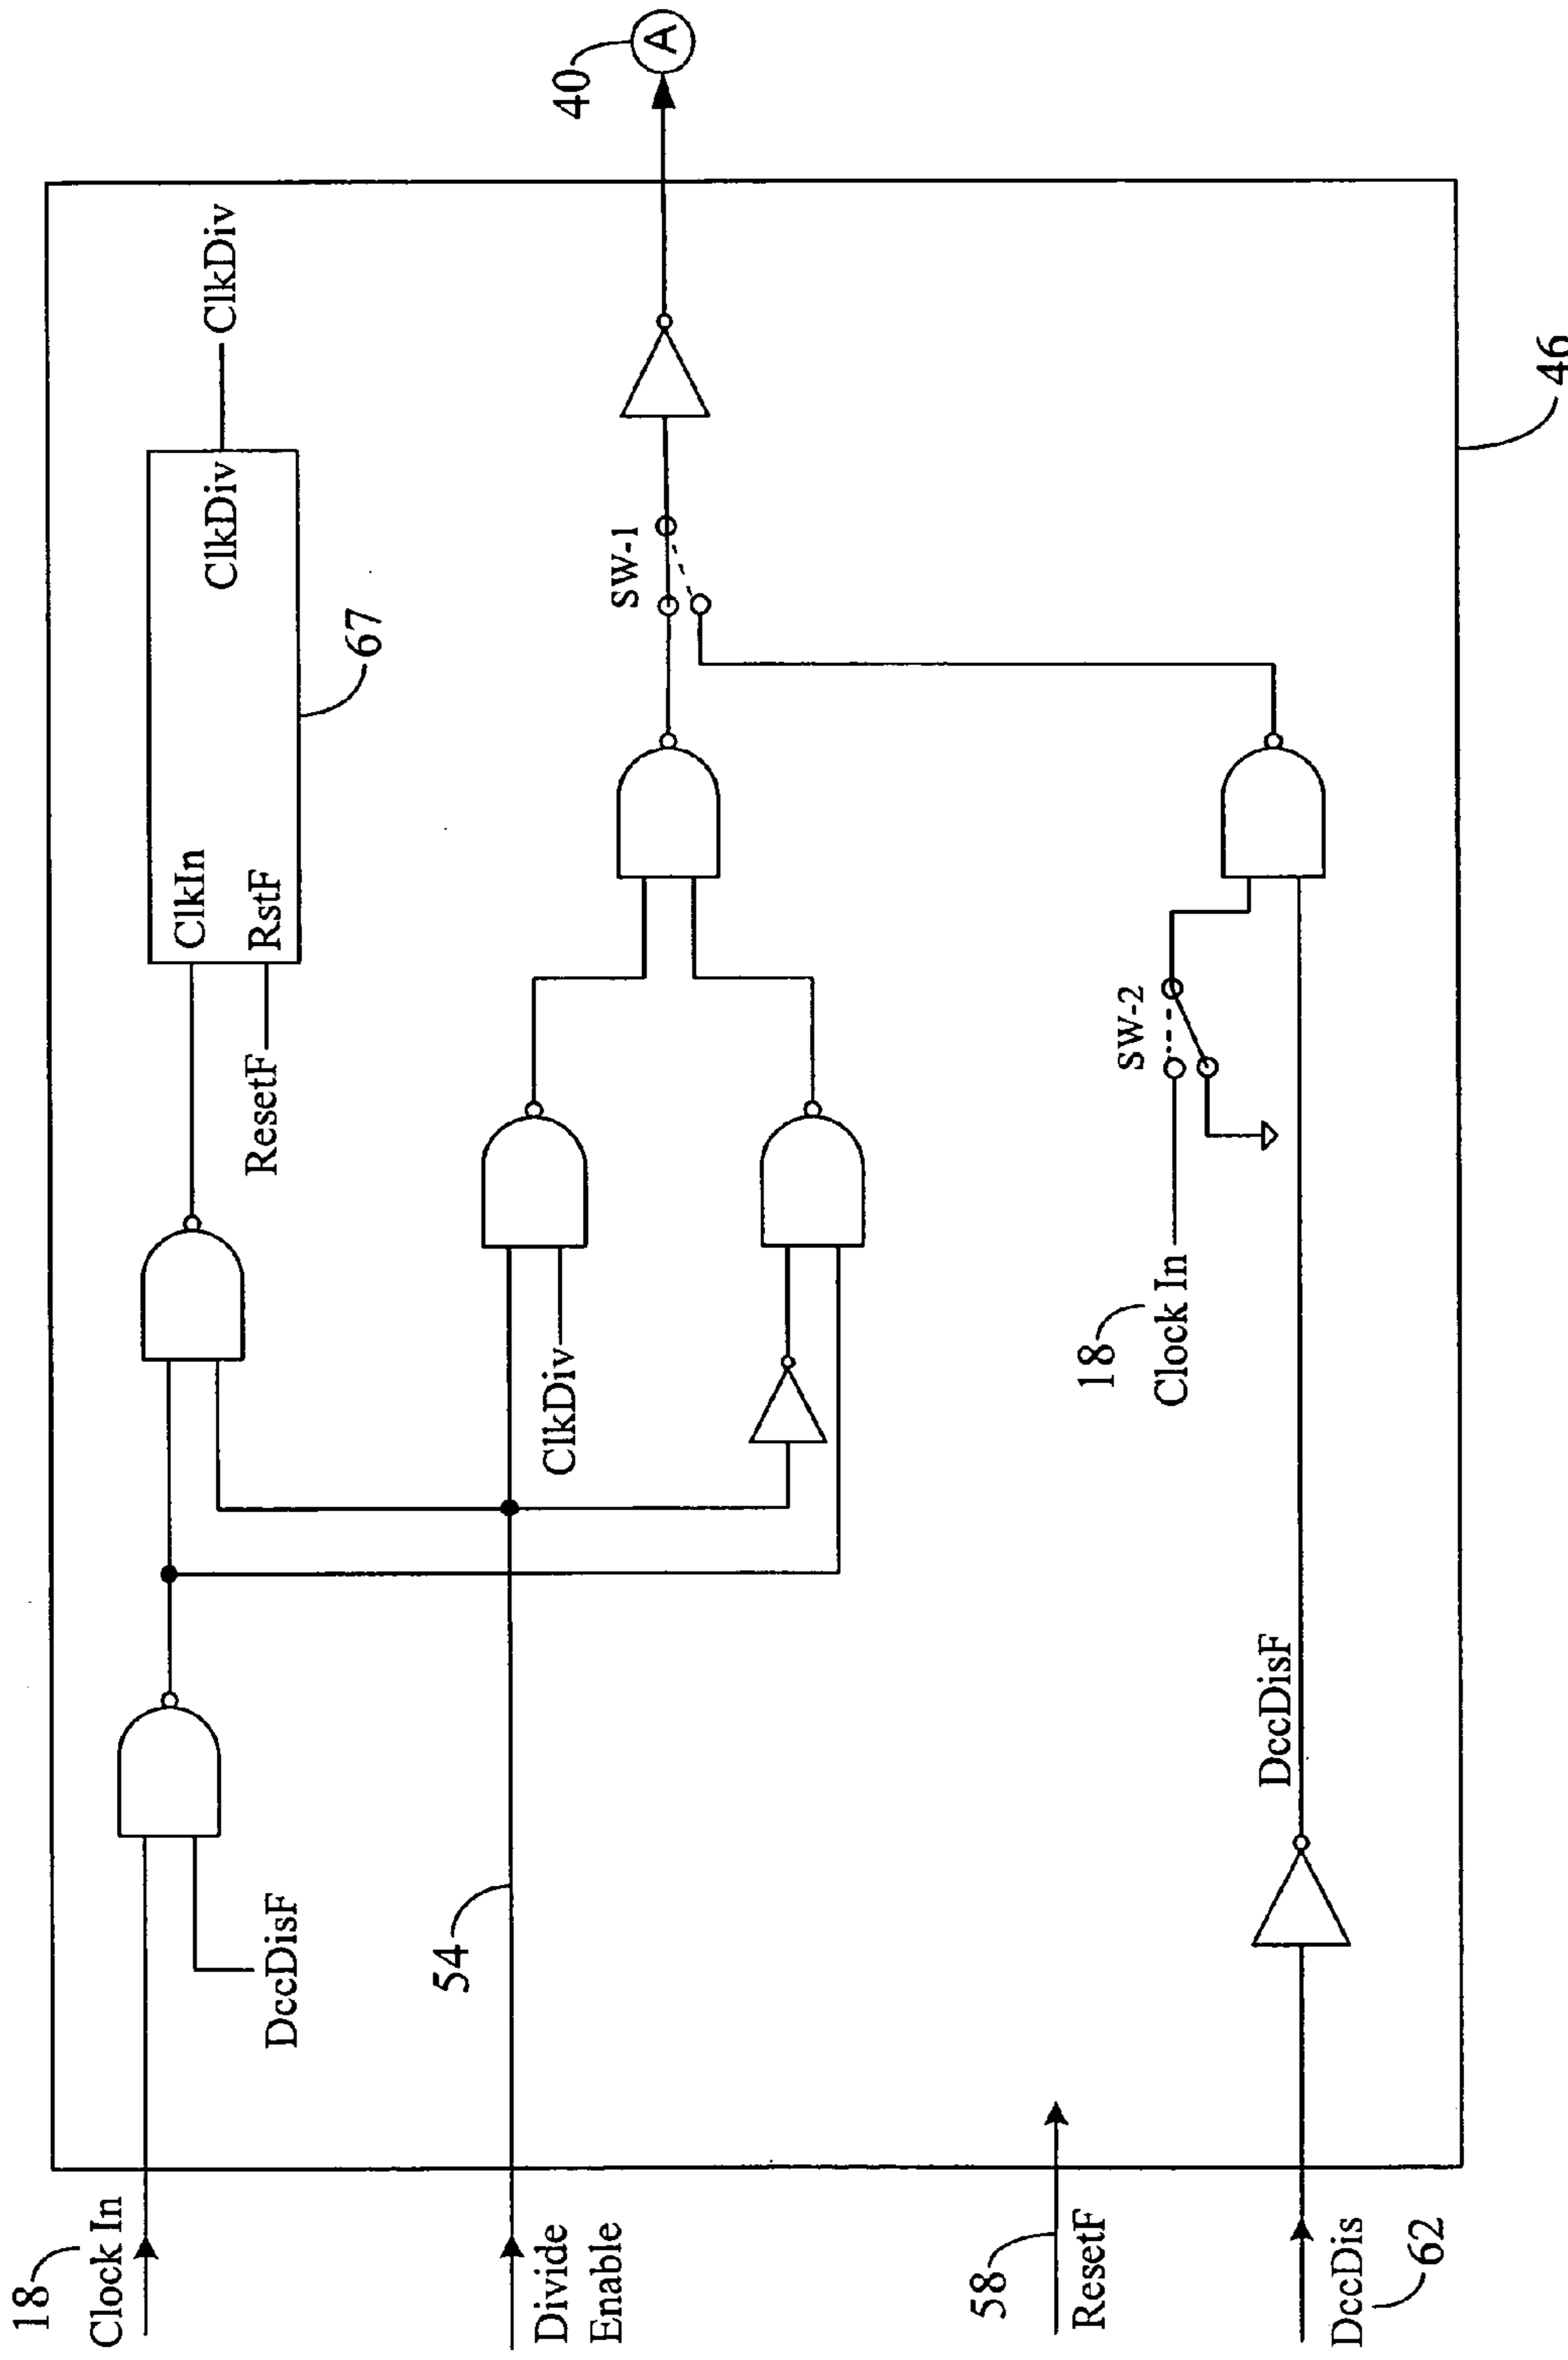 18
Clock In
DccDisF
ClkIn
RstF
ResetF
ClkDiv
ClkDiv
67
Divide
Enable
54
ClkDiv
SW-1
40
A
58
ResetF
18
Clock In
SW-2
DccDis
62
DccDisF
46